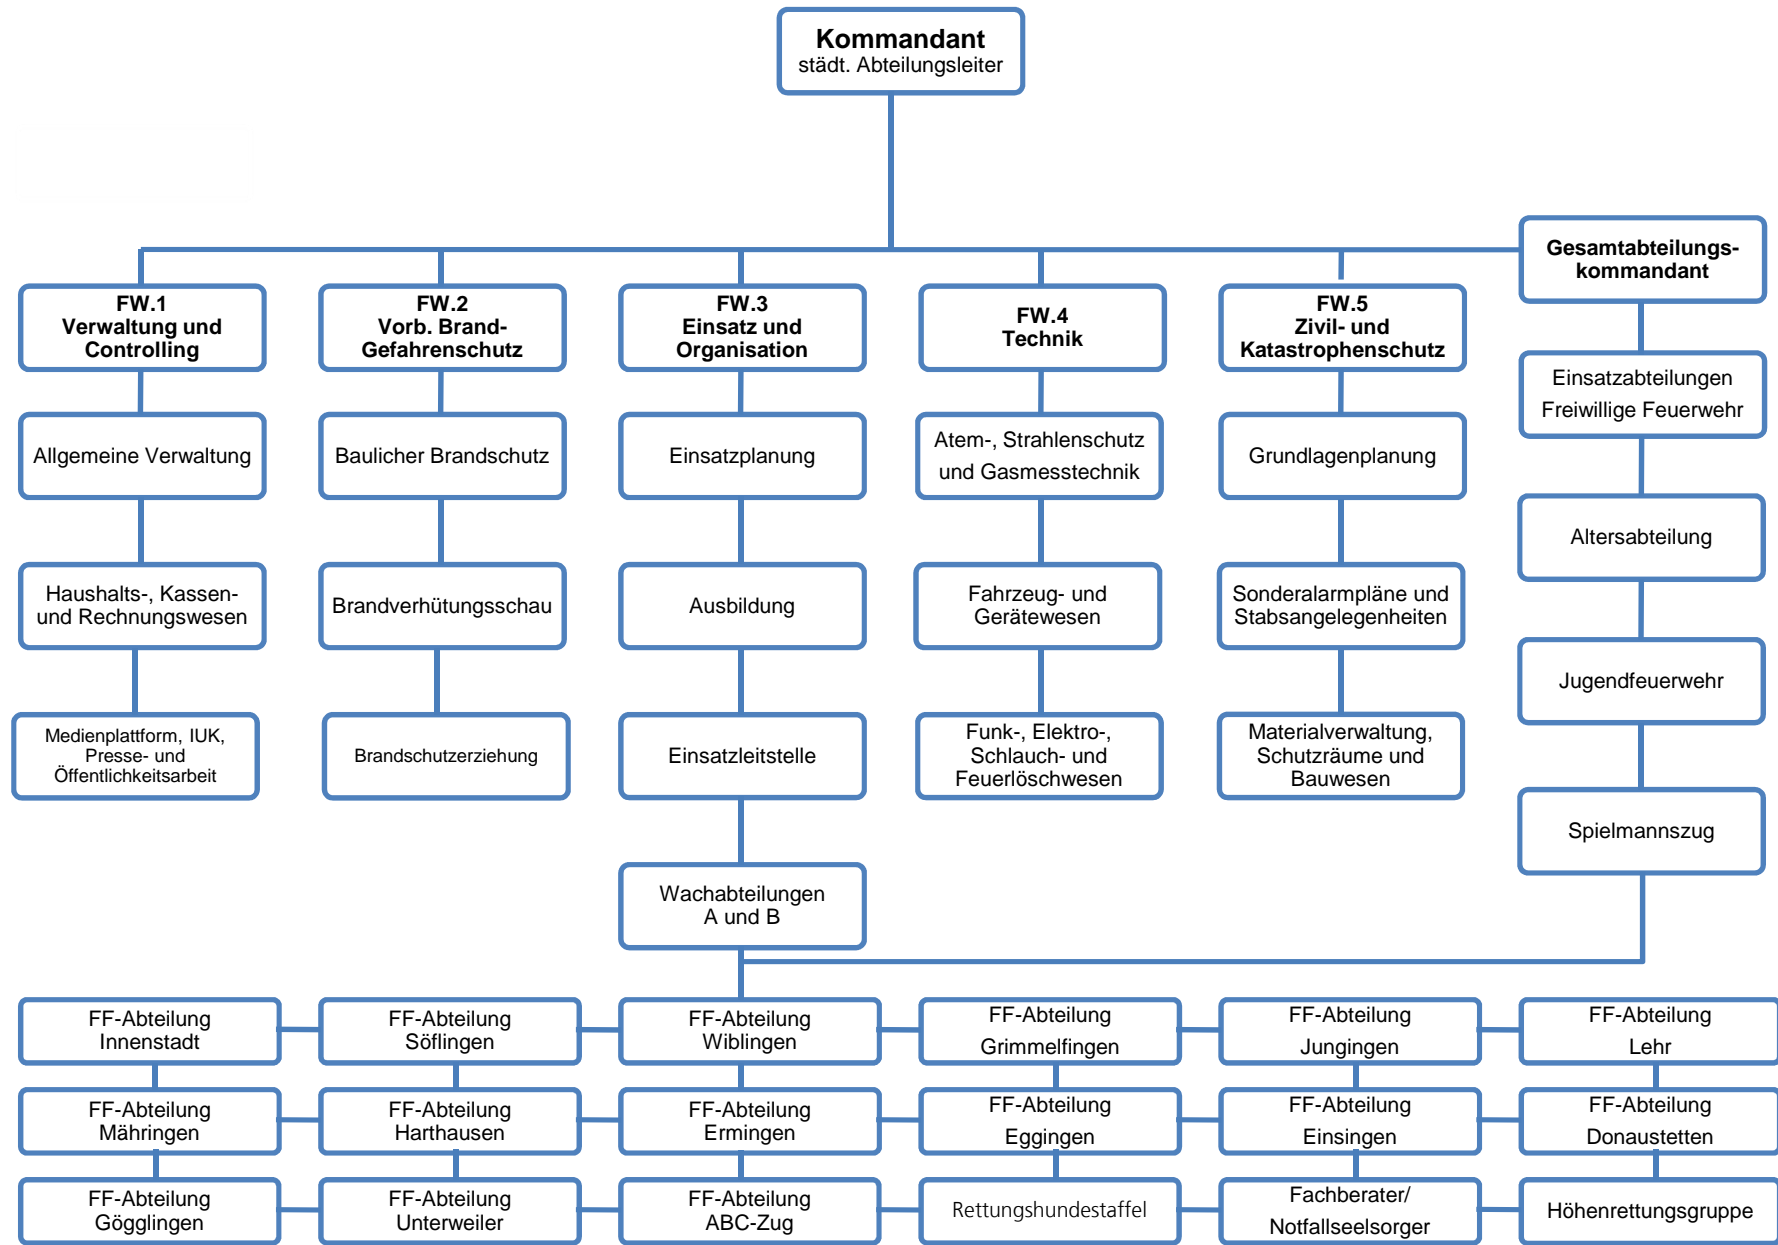 Kommandant
städt. Abteilungsleiter
Gesamtabteilungs-
kommandant
FW.1
Verwaltung und
Controlling
FW.2
Vorb. Brand-
Gefahrenschutz
FW.3
Einsatz und
Organisation
FW.4
Technik
FW.5
Zivil- und
Katastrophenschutz
Einsatzabteilungen
Freiwillige Feuerwehr
Allgemeine Verwaltung
Baulicher Brandschutz
Einsatzplanung
Atem-, Strahlenschutz
und Gasmesstechnik
Grundlagenplanung
Altersabteilung
Haushalts-, Kassen-
und Rechnungswesen
Brandverhütungsschau
Ausbildung
Fahrzeug- und
Gerätewesen
Sonderalarmpläne und
Stabsangelegenheiten
Jugendfeuerwehr
Medienplattform, IUK,
Presse- und
Öffentlichkeitsarbeit
Brandschutzerziehung
Einsatzleitstelle
Funk-, Elektro-,
Schlauch- und
Feuerlöschwesen
Materialverwaltung,
Schutzräume und
Bauwesen
Spielmannszug
Wachabteilungen
A und B
FF-Abteilung
Innenstadt
FF-Abteilung
Söflingen
FF-Abteilung
Wiblingen
FF-Abteilung
Grimmelfingen
FF-Abteilung
Jungingen
FF-Abteilung
Lehr
FF-Abteilung
Mähringen
FF-Abteilung
Harthausen
FF-Abteilung
Ermingen
FF-Abteilung
Eggingen
FF-Abteilung
Einsingen
FF-Abteilung
Donaustetten
FF-Abteilung
Gögglingen
FF-Abteilung
Unterweiler
FF-Abteilung
ABC-Zug
Rettungshundestaffel
Fachberater/
Notfallseelsorger
Höhenrettungsgruppe